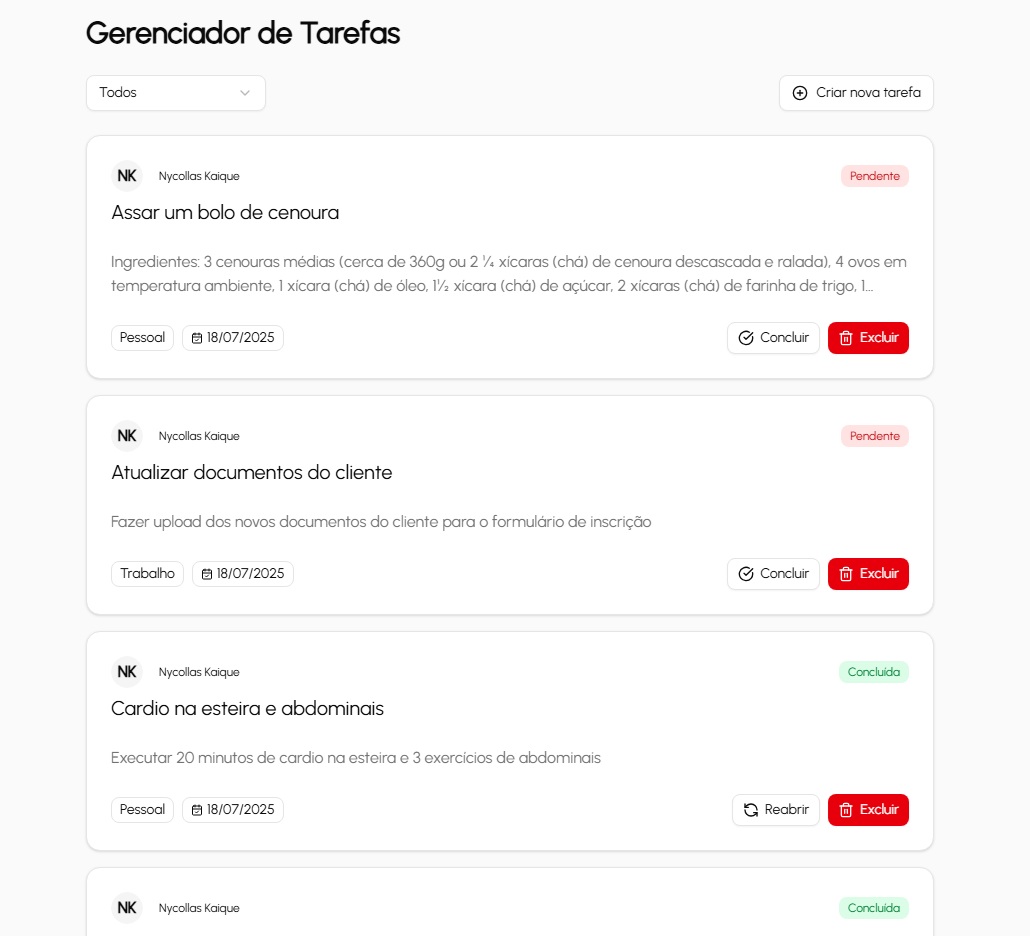 Gerenciador de Tarefas
Todos
Criar nova tarefa
NK Nycollas Kaique Pendente
Assar um bolo de cenoura
Ingredientes: 3 cenouras médias (cerca de 360g ou 2 ¼ xícaras (chá) de cenoura descascada e ralada), 4 ovos em
temperatura ambiente, 1 xícara (chá) de óleo, 1½ xícara (chá) de açúcar, 2 xícaras (chá) de farinha de trigo, 1...
Pessoal 18/07/2025 Concluir Excluir
NK Nycollas Kaique Pendente
Atualizar documentos do cliente
Fazer upload dos novos documentos do cliente para o formulário de inscrição
Trabalho 18/07/2025 Concluir Excluir
NK Nycollas Kaique Concluída
Cardio na esteira e abdominais
Executar 20 minutos de cardio na esteira e 3 exercícios de abdominais
Pessoal 18/07/2025 Reabrir Excluir
NK Nycollas Kaique Concluída